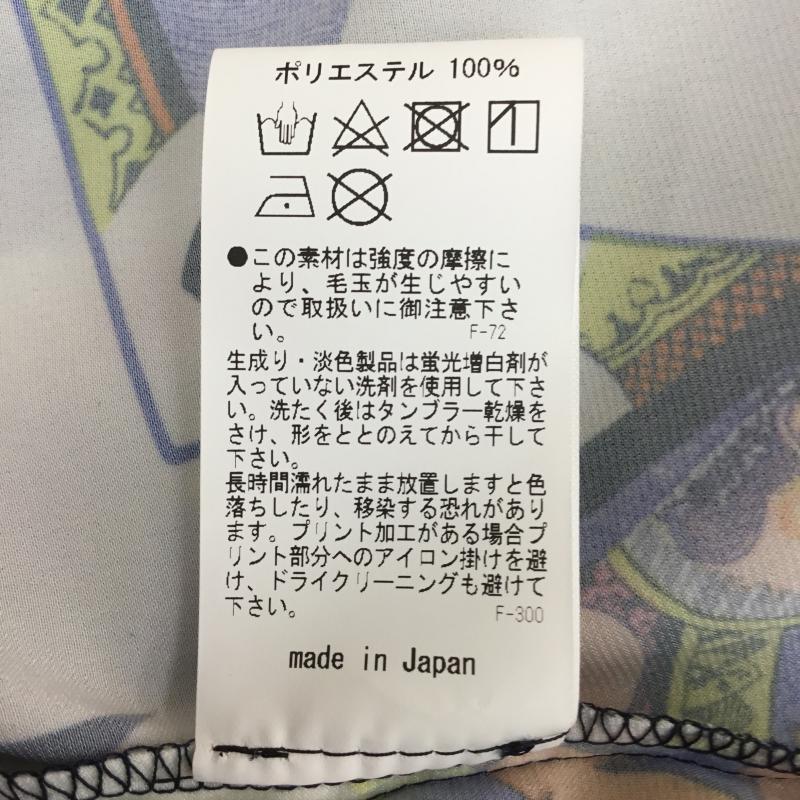 ポリエステル 100%
●この素材は強度の摩擦に
より、毛玉が生じやすい
ので取扱いに御注意下さ
い。
F-72
生成り・淡色製品は蛍光増白剤が
入っていない洗剤を使用して下さ
い。洗たく後はタンブラー乾燥を
さけ、形をととのえてから干して
下さい。
長時間濡れたまま放置しますと色
落ちしたり、移染する恐れがあり
ます。プリント加工がある場合プ
リント部分へのアイロン掛けを避
け、ドライクリーニングも避けて
下さい。
F-300
made in Japan